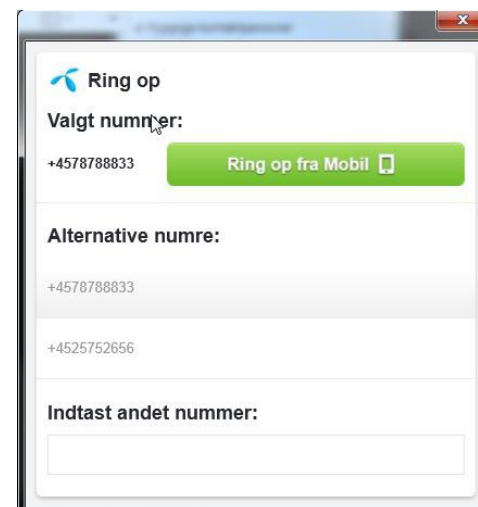 Ring op
Valgt nummer:
+4578788833 Ring op fra Mobil
Alternative numre:
+4578788833
+4525752656
Indtast andet nummer: